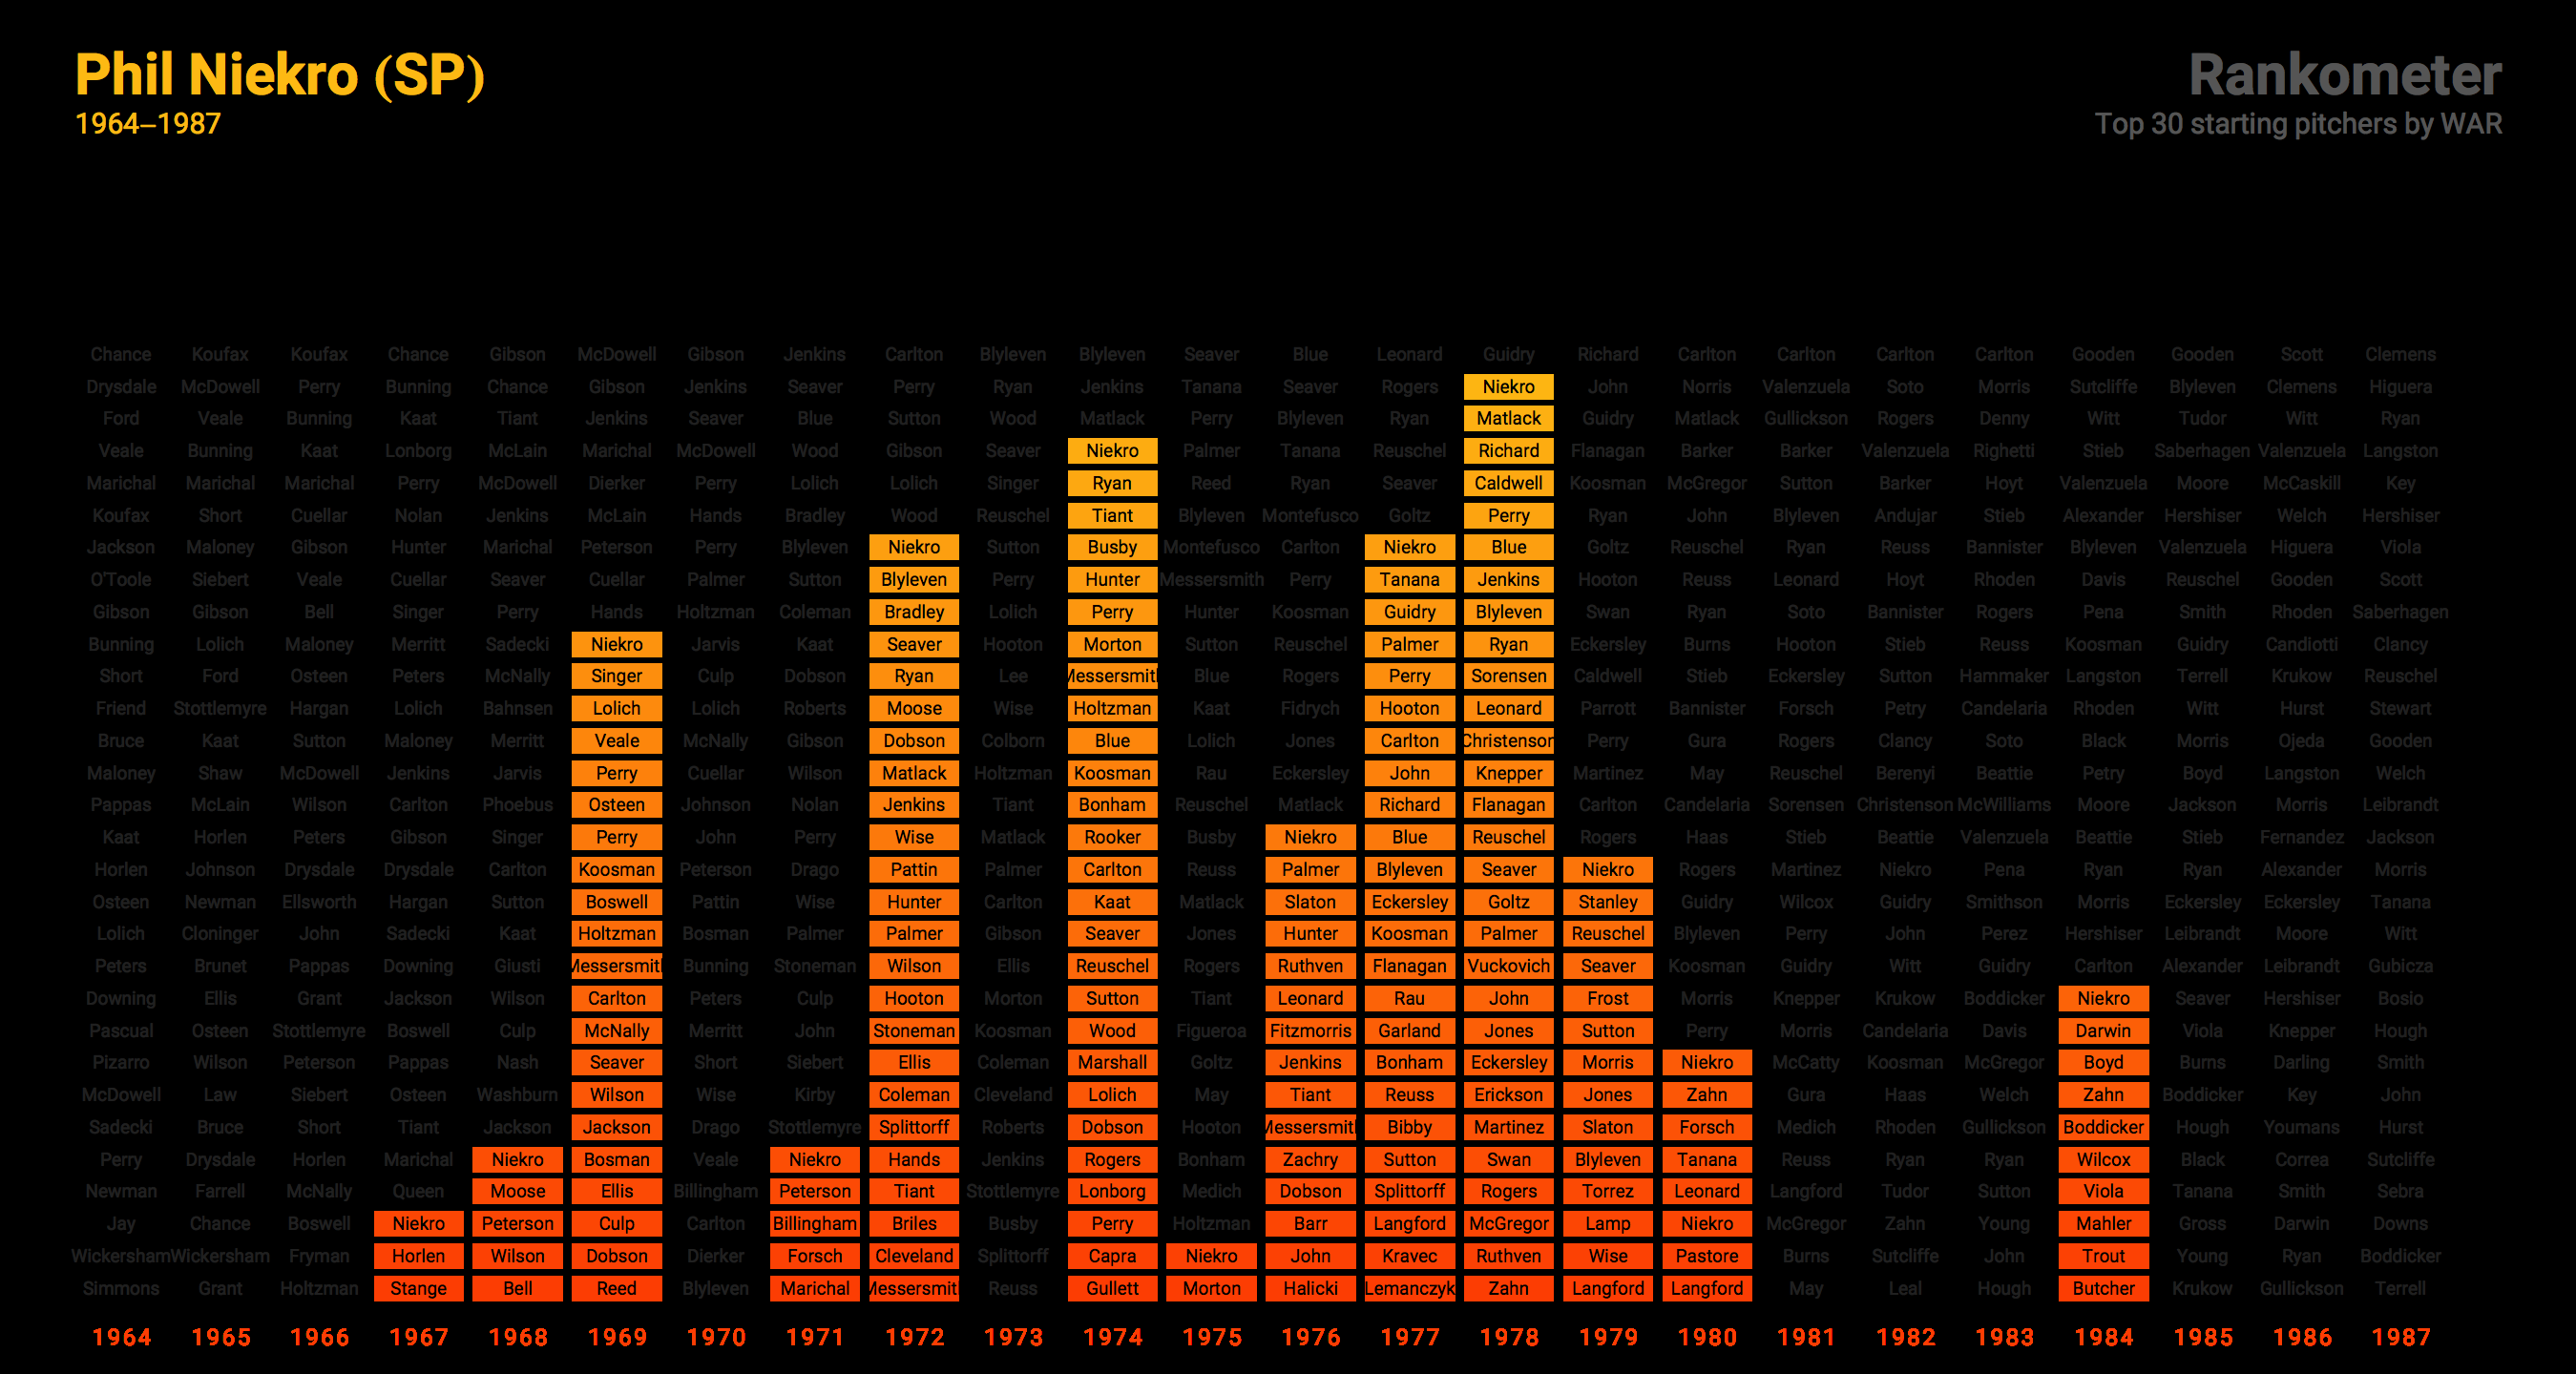 Phil Niekro (SP)
1964–1987
Rankometer
Top 30 starting pitchers by WAR
Chance Koufax Koufax Chance Gibson McDowell Gibson Jenkins Carlton Blyleven Blyleven Seaver Blue Leonard Guidry Richard Carlton Carlton Carlton Carlton Gooden Gooden Scott Clemens
Drysdale McDowell Perry Bunning Chance Gibson Jenkins Seaver Perry Ryan Jenkins Tanana Seaver Rogers Niekro John Norris Valenzuela Soto Morris Sutcliffe Blyleven Clemens Higuera
Ford Veale Bunning Kaat Tiant Jenkins Seaver Blue Sutton Wood Matlack Perry Blyleven Ryan Matlack Guidry Matlack Gullickson Rogers Denny Witt Tudor Witt Ryan
Veale Bunning Kaat Lonborg McLain Marichal McDowell Wood Gibson Seaver Niekro Palmer Tanana Reuschel Richard Flanagan Barker Barker Valenzuela Righetti Stieb Saberhagen Valenzuela Langston
Marichal Marichal Marichal Perry McDowell Dierker Perry Lolich Lolich Singer Ryan Reed Ryan Seaver Caldwell Koosman McGregor Sutton Barker Hoyt Valenzuela Moore McCaskill Key
Koufax Short Cuellar Nolan Jenkins McLain Hands Bradley Wood Reuschel Tiant Blyleven Montefusco Goltz Perry Ryan John Blyleven Andujar Stieb Alexander Hershiser Welch Hershiser
Jackson Maloney Gibson Hunter Marichal Peterson Perry Blyleven Niekro Sutton Busby Montefusco Carlton Niekro Blue Goltz Reuschel Ryan Reuss Bannister Blyleven Valenzuela Higuera Viola
O'Toole Siebert Veale Cuellar Seaver Cuellar Palmer Sutton Blyleven Perry Hunter Messersmith Perry Tanana Jenkins Hooton Reuss Leonard Hoyt Rhoden Davis Reuschel Gooden Scott
Gibson Gibson Bell Singer Perry Hands Holtzman Coleman Bradley Lolich Perry Hunter Koosman Guidry Blyleven Swan Ryan Soto Bannister Rogers Pena Smith Rhoden Saberhagen
Bunning Lolich Maloney Merritt Sadecki Niekro Jarvis Kaat Seaver Hooton Morton Sutton Reuschel Palmer Ryan Eckersley Burns Hooton Stieb Reuss Koosman Guidry Candiotti Clancy
Short Ford Osteen Peters McNally Singer Culp Dobson Ryan Lee Messersmith Blue Rogers Perry Sorensen Caldwell Stieb Eckersley Sutton Hammaker Langston Terrell Krukow Reuschel
Friend Stottlemyre Hargan Lolich Bahnsen Lolich Lolich Roberts Moose Wise Holtzman Kaat Fidrych Hooton Leonard Parrott Bannister Forsch Petry Candelaria Rhoden Witt Hurst Stewart
Bruce Kaat Sutton Maloney Merritt Veale McNally Gibson Dobson Colborn Blue Lolich Jones Carlton Christenson Perry Gura Rogers Clancy Soto Black Morris Ojeda Gooden
Maloney Shaw McDowell Jenkins Jarvis Perry Cuellar Wilson Matlack Holtzman Koosman Rau Eckersley John Knepper Martinez May Reuschel Berenyi Beattie Petry Boyd Langston Welch
Pappas McLain Wilson Carlton Phoebus Osteen Johnson Nolan Jenkins Tiant Bonham Reuschel Matlack Richard Flanagan Carlton Candelaria Sorensen Christenson McWilliams Moore Jackson Morris Leibrandt
Kaat Horlen Peters Gibson Singer Perry John Perry Wise Matlack Rooker Busby Niekro Blue Reuschel Rogers Haas Stieb Beattie Valenzuela Beattie Stieb Fernandez Jackson
Horlen Johnson Drysdale Drysdale Carlton Koosman Peterson Drago Pattin Palmer Carlton Reuss Palmer Blyleven Seaver Niekro Rogers Martinez Niekro Pena Ryan Ryan Alexander Morris
Osteen Newman Ellsworth Hargan Sutton Boswell Pattin Wise Hunter Carlton Kaat Matlack Slaton Eckersley Goltz Stanley Guidry Wilcox Guidry Smithson Morris Eckersley Eckersley Tanana
Lolich Cloninger John Sadecki Kaat Holtzman Bosman Palmer Palmer Gibson Seaver Jones Hunter Koosman Palmer Reuschel Blyleven Perry John Perez Hershiser Leibrandt Moore Witt
Peters Brunet Pappas Downing Giusti Messersmith Bunning Stoneman Wilson Ellis Reuschel Rogers Ruthven Flanagan Vuckovich Seaver Koosman Guidry Witt Guidry Carlton Alexander Leibrandt Gubicza
Downing Ellis Grant Jackson Wilson Carlton Peters Culp Hooton Morton Sutton Tiant Leonard Rau John Frost Morris Knepper Krukow Boddicker Niekro Seaver Hershiser Bosio
Pascual Osteen Stottlemyre Boswell Culp McNally Merritt John Stoneman Koosman Wood Figueroa Fitzmorris Garland Jones Sutton Perry Morris Candelaria Davis Darwin Viola Knepper Hough
Pizarro Wilson Peterson Pappas Nash Seaver Short Siebert Ellis Coleman Marshall Goltz Jenkins Bonham Eckersley Morris Niekro McCatty Koosman McGregor Boyd Burns Darling Smith
McDowell Law Siebert Osteen Washburn Wilson Wise Kirby Coleman Cleveland Lolich May Tiant Reuss Erickson Jones Zahn Gura Haas Welch Zahn Boddicker Key John
Sadecki Bruce Short Tiant Jackson Jackson Drago Stottlemyre Splittorff Roberts Dobson Hooton Messersmith Bibby Martinez Slaton Forsch Medich Rhoden Gullickson Boddicker Hough Youmans Hurst
Perry Drysdale Horlen Marichal Niekro Bosman Veale Niekro Hands Jenkins Rogers Bonham Zachry Sutton Swan Blyleven Tanana Reuss Ryan Ryan Wilcox Black Correa Sutcliffe
Newman Farrell McNally Queen Moose Ellis Billingham Peterson Tiant Stottlemyre Lonborg Medich Dobson Splittorff Rogers Torrez Leonard Langford Tudor Sutton Viola Tanana Smith Sebra
Jay Chance Boswell Niekro Peterson Culp Carlton Billingham Briles Busby Perry Holtzman Barr Langford McGregor Lamp Niekro McGregor Zahn Young Mahler Gross Darwin Downs
Wickersham Wickersham Fryman Horlen Wilson Dobson Dierker Forsch Cleveland Splittorff Capra Niekro John Kravec Ruthven Wise Pastore Burns Sutcliffe John Trout Young Ryan Boddicker
Simmons Grant Holtzman Stange Bell Reed Blyleven Marichal Messersmith Reuss Gullett Morton Halicki Lemanczyk Zahn Langford Langford May Leal Hough Butcher Krukow Gullickson Terrell
1964 1965 1966 1967 1968 1969 1970 1971 1972 1973 1974 1975 1976 1977 1978 1979 1980 1981 1982 1983 1984 1985 1986 1987